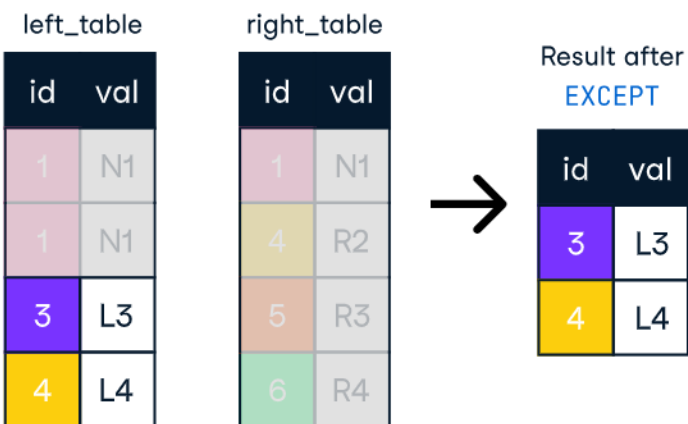 left_table
id val
1 N1
1 N1
3 L3
4 L4
right_table
id val
1 N1
4 R2
5 R3
6 R4
Result after
EXCEPT
id val
3 L3
4 L4